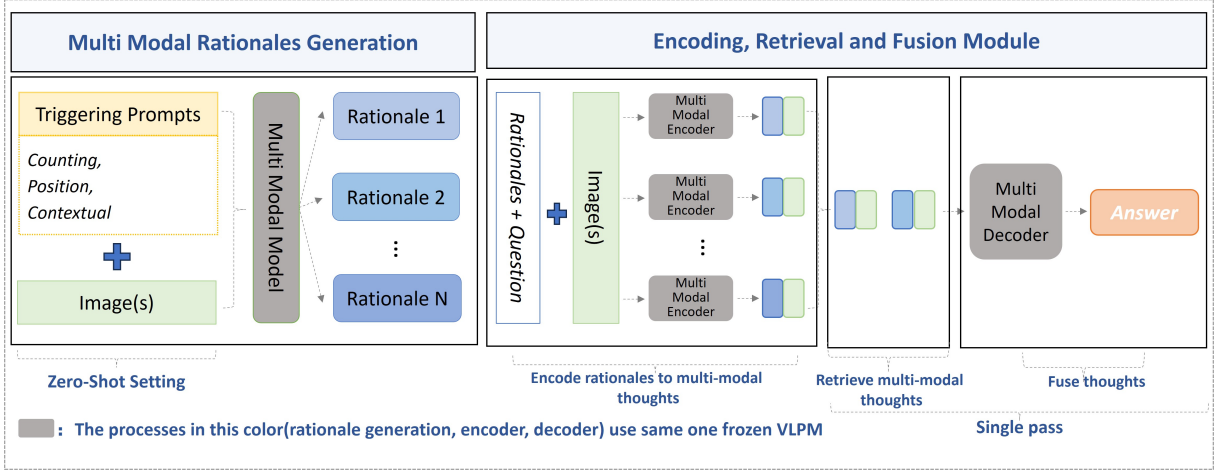 Multi Modal Rationales Generation
Encoding, Retrieval and Fusion Module
Triggering Prompts
Counting,
Position,
Contextual
Image(s)
Multi Modal Model
Rationale 1
Rationale 2
...
Rationale N
Zero-Shot Setting
Rationales + Question
Image(s)
Multi
Modal
Encoder
Multi
Modal
Encoder
...
Multi
Modal
Encoder
Encode rationales to multi-modal
thoughts
Retrieve multi-modal
thoughts
Multi
Modal
Decoder
Answer
Fuse thoughts
Single pass
: The processes in this color(rationale generation, encoder, decoder) use same one frozen VLPM